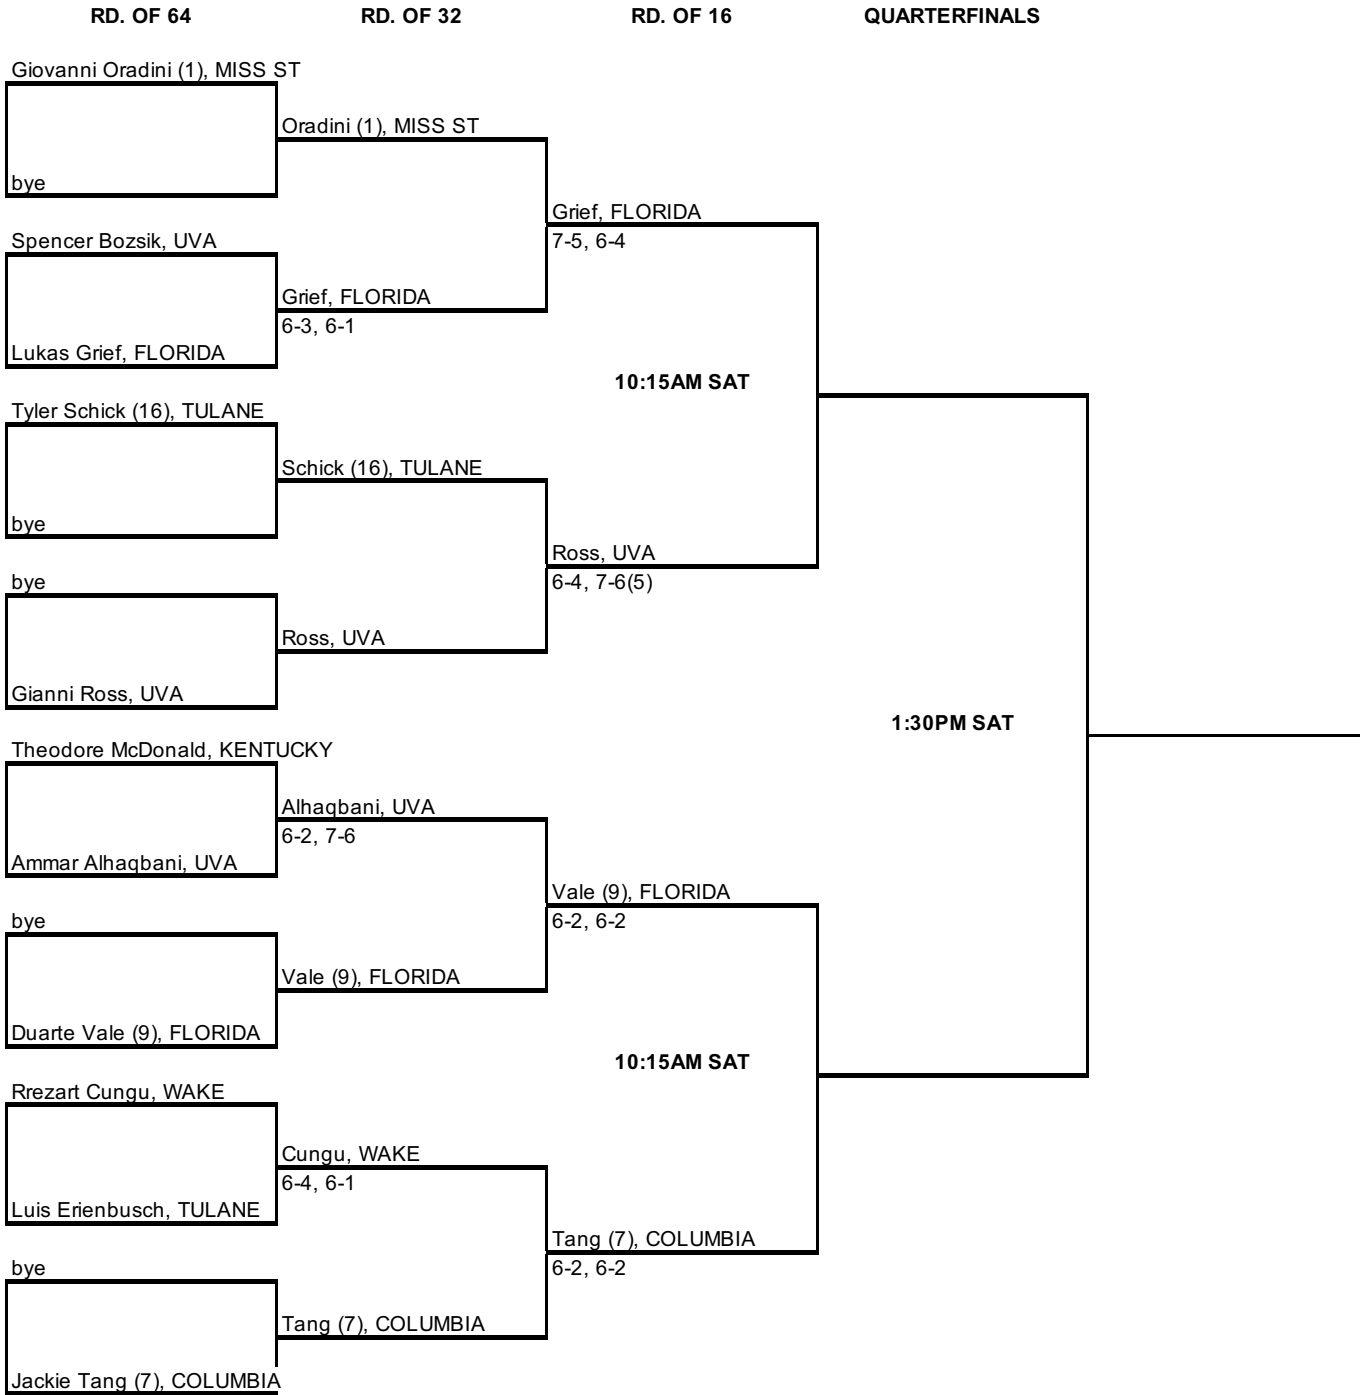 RD. OF 64
RD. OF 32
RD. OF 16
QUARTERFINALS
Giovanni Oradini (1), MISS ST
Oradini (1), MISS ST
bye
Grief, FLORIDA
7-5, 6-4
Spencer Bozsik, UVA
Grief, FLORIDA
6-3, 6-1
Lukas Grief, FLORIDA
10:15AM SAT
Tyler Schick (16), TULANE
Schick (16), TULANE
bye
Ross, UVA
6-4, 7-6(5)
bye
Ross, UVA
Gianni Ross, UVA
1:30PM SAT
Theodore McDonald, KENTUCKY
Alhaqbani, UVA
6-2, 7-6
Ammar Alhaqbani, UVA
Vale (9), FLORIDA
6-2, 6-2
bye
Vale (9), FLORIDA
Duarte Vale (9), FLORIDA
10:15AM SAT
Rrezart Cungu, WAKE
Cungu, WAKE
6-4, 6-1
Luis Erienbusch, TULANE
Tang (7), COLUMBIA
6-2, 6-2
bye
Tang (7), COLUMBIA
Jackie Tang (7), COLUMBIA